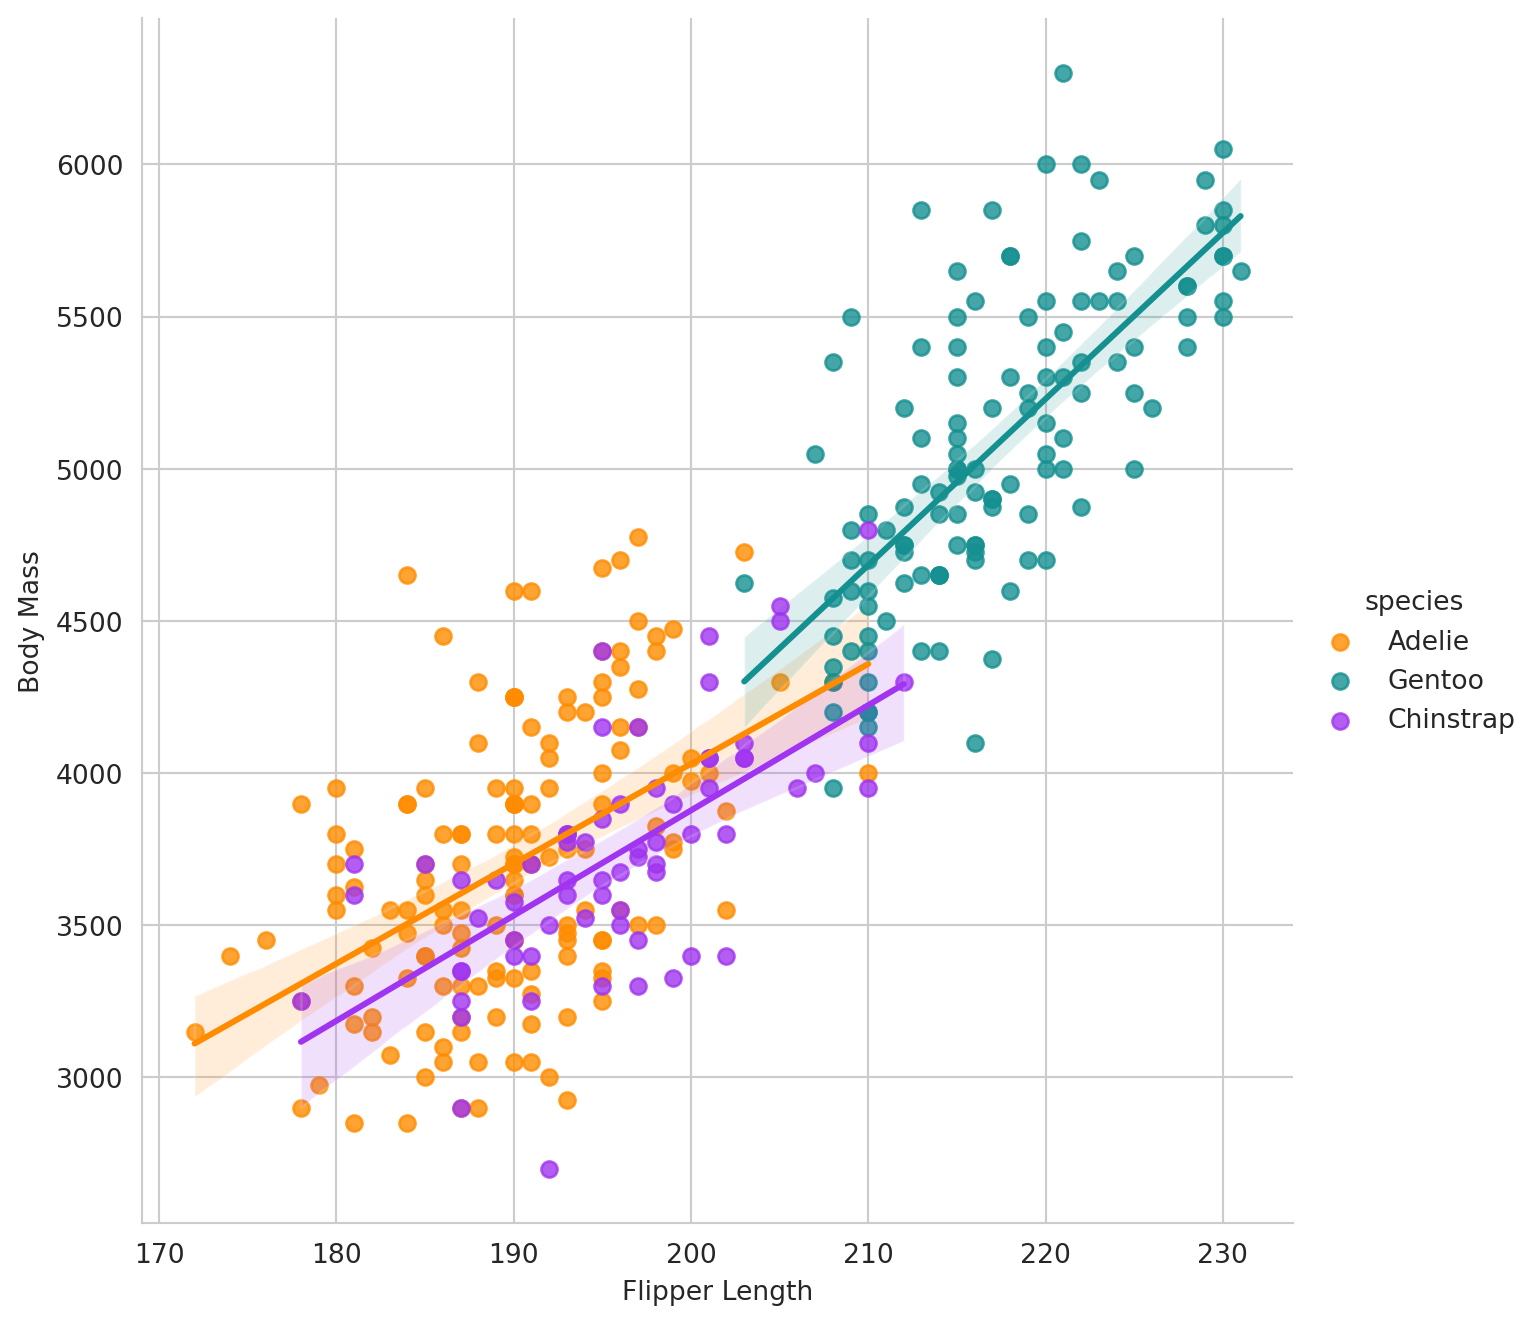 6000
5500
5000
4500
4000
3500
3000
Body Mass
170 180 190 200 210 220 230
Flipper Length
species
Adelie
Gentoo
Chinstrap